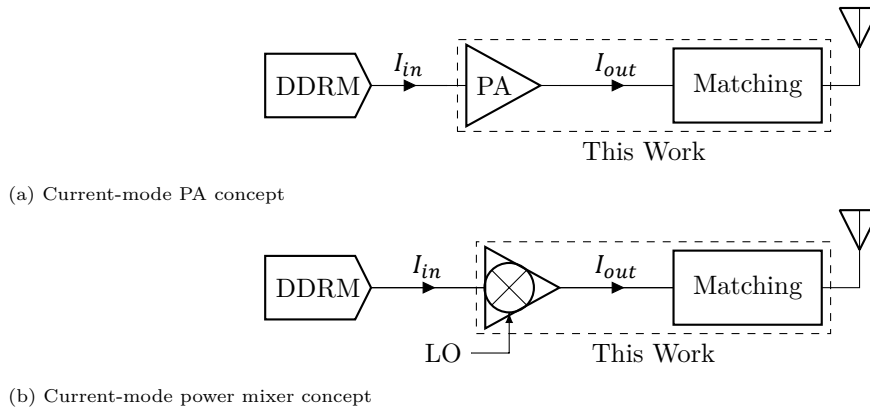 DDRM I_in PA I_out Matching
This Work
(a) Current-mode PA concept
DDRM I_in I_out Matching
LO This Work
(b) Current-mode power mixer concept